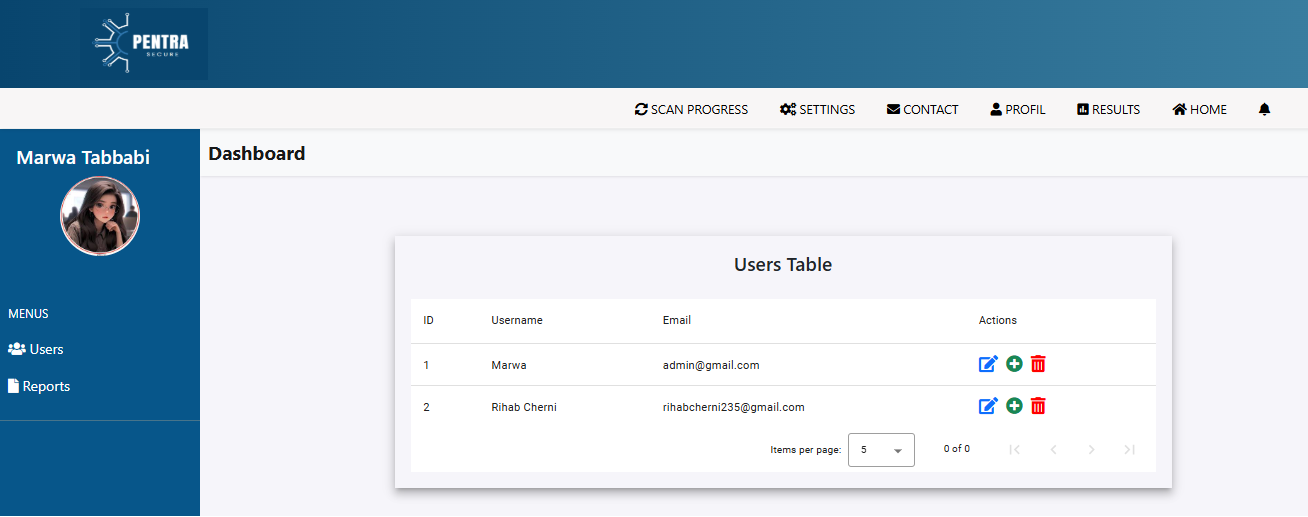 PENTRA
SECURE
SCAN PROGRESS SETTINGS CONTACT PROFIL RESULTS HOME
Marwa Tabbabi
Dashboard
MENUS
Users
Reports
Users Table
ID Username Email Actions
1 Marwa admin@gmail.com
2 Rihab Cherni rihabcherni235@gmail.com
Items per page: 5 0 of 0